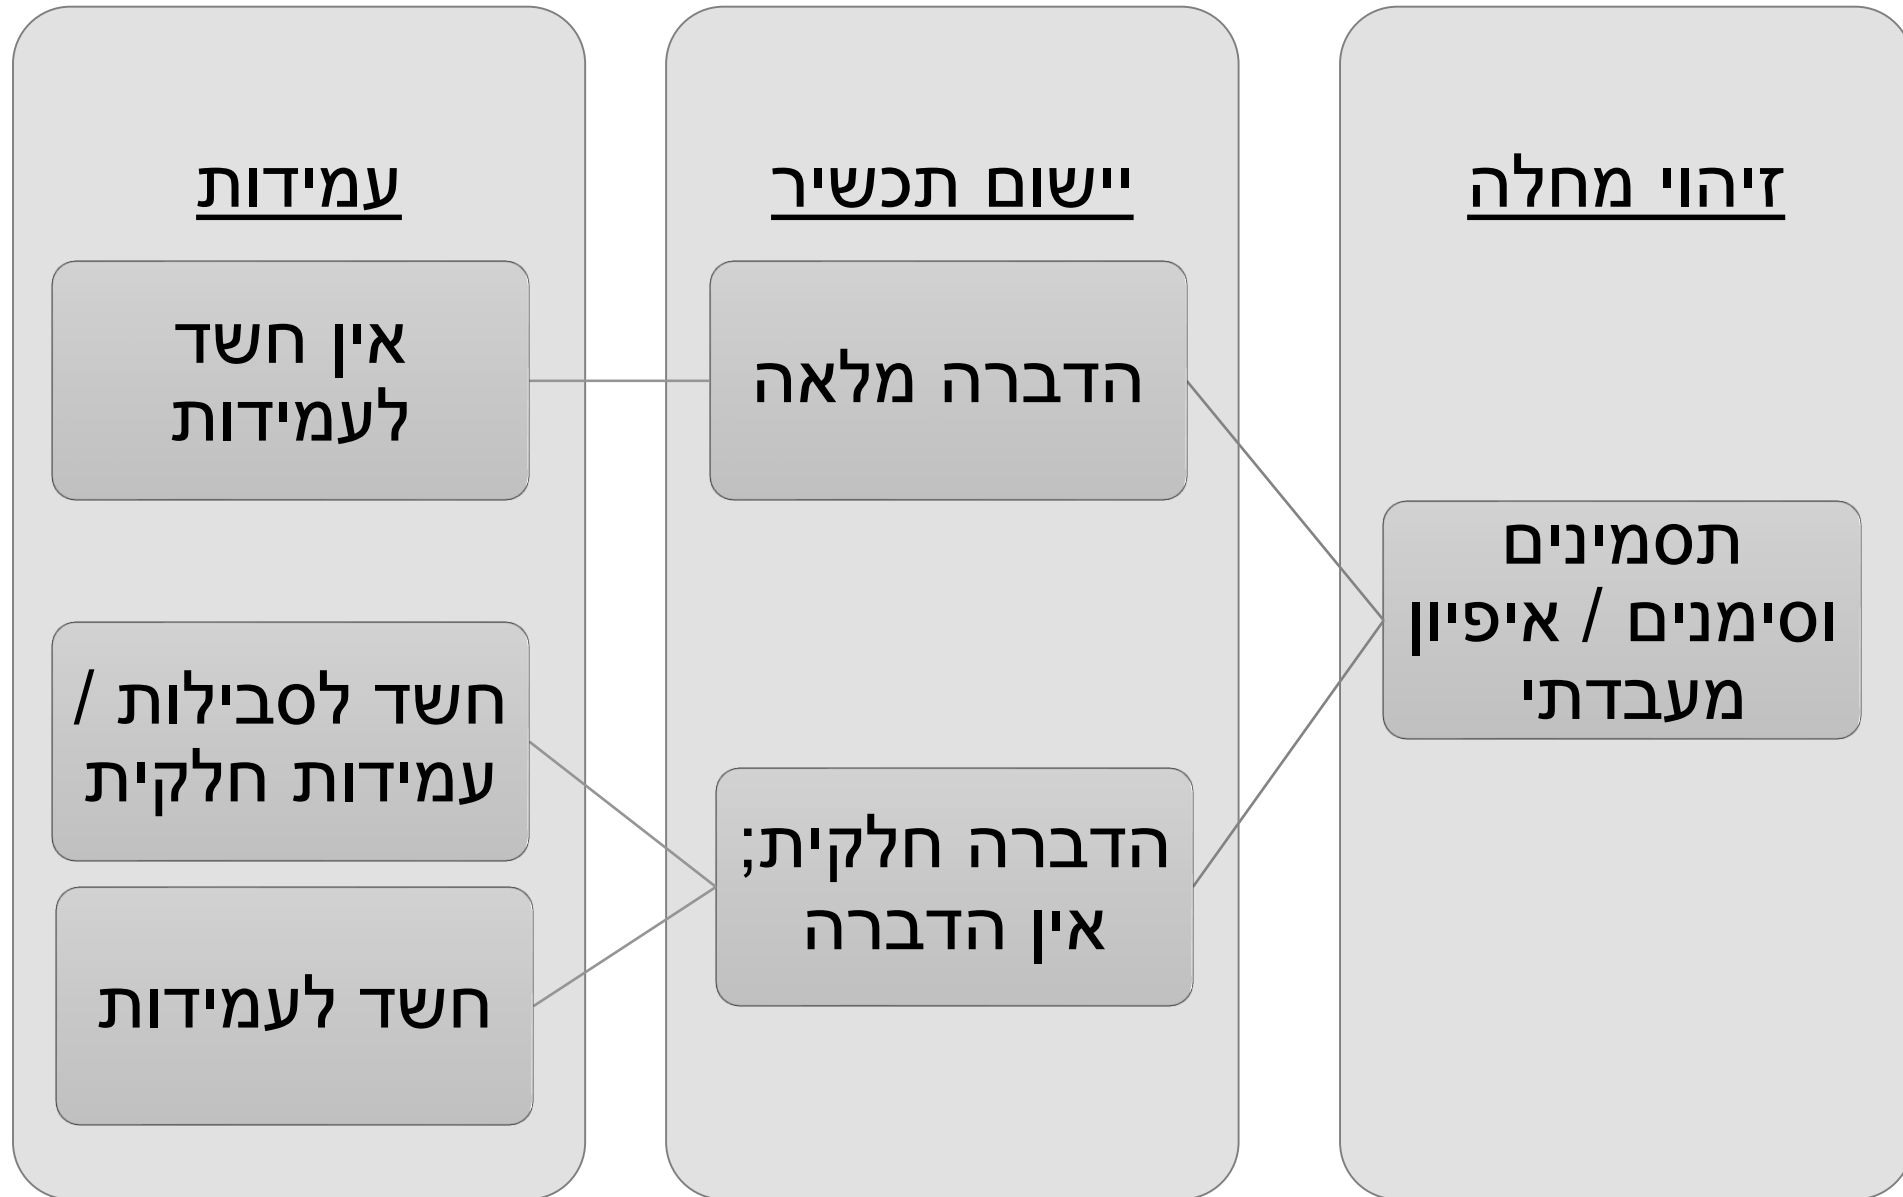 זיהוי מחלה
תסמינים
וסימנים / איפיון
מעבדתי
יישום תכשיר
הדברה מלאה
הדברה חלקית;
אין הדברה
עמידות
אין חשד
לעמידות
חשד לסבילות /
עמידות חלקית
חשד לעמידות